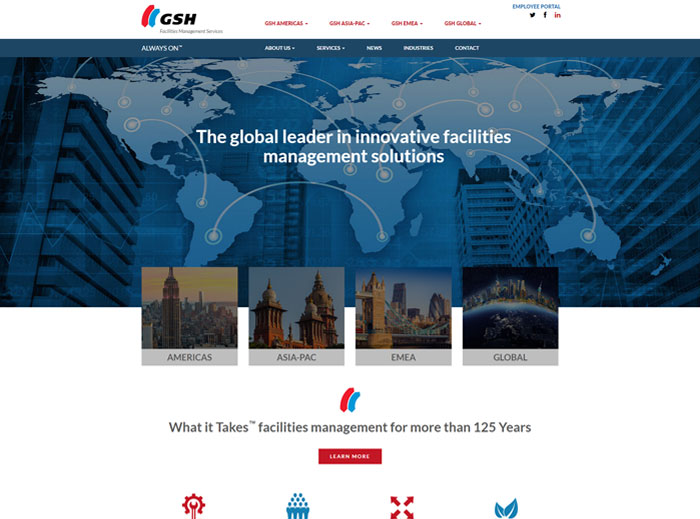 EMPLOYEE PORTAL
GSH
Facilities Management Services
GSH AMERICAS GSH ASIA-PAC GSH EMEA GSH GLOBAL
ALWAYS ON™ ABOUT US SERVICES NEWS INDUSTRIES CONTACT
The global leader in innovative facilities
management solutions
AMERICAS ASIA-PAC EMEA GLOBAL
What it Takes™ facilities management for more than 125 Years
LEARN MORE